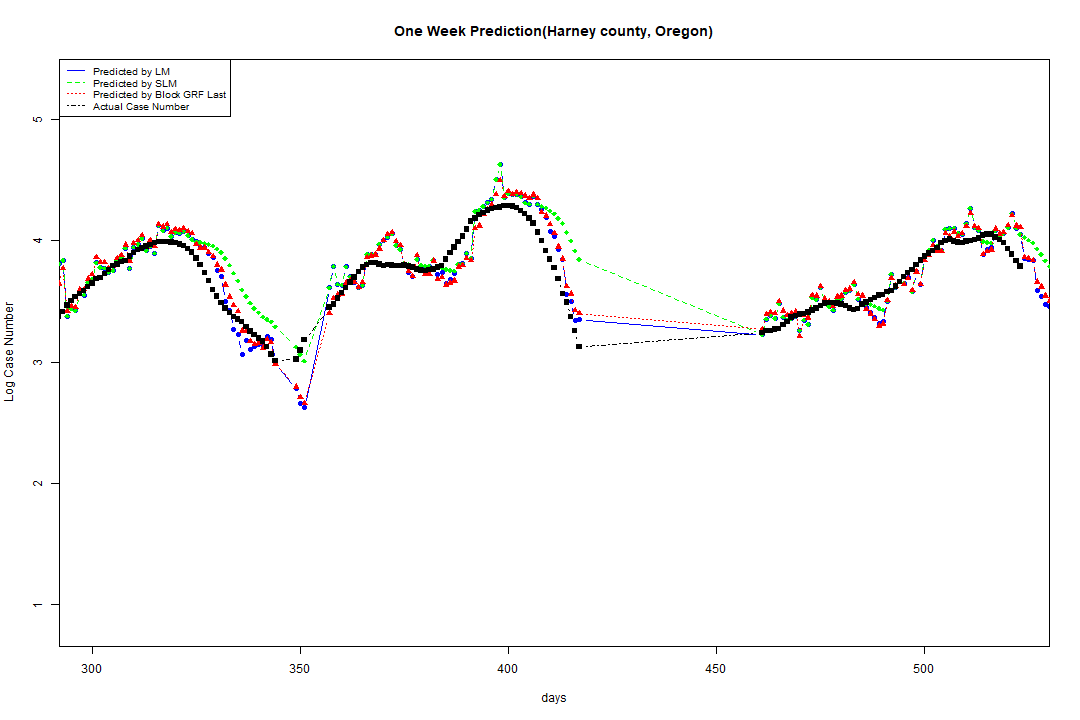 One Week Prediction(Harney county, Oregon)
Predicted by LM
Predicted by SLM
Predicted by Block GRF Last
Actual Case Number
5
4
3
2
1
Log Case Number
300 350 400 450 500
days